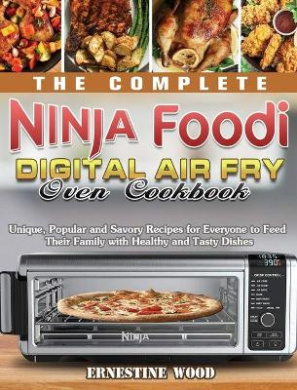 THE COMPLETE
Ninja Foodi
DIGITAL AIR FRY
Oven Cookbook
Unique, Popular and Savory Recipes for Everyone to Feed
Their Family with Healthy and Tasty Dishes
NINJA
ERNESTINE WOOD